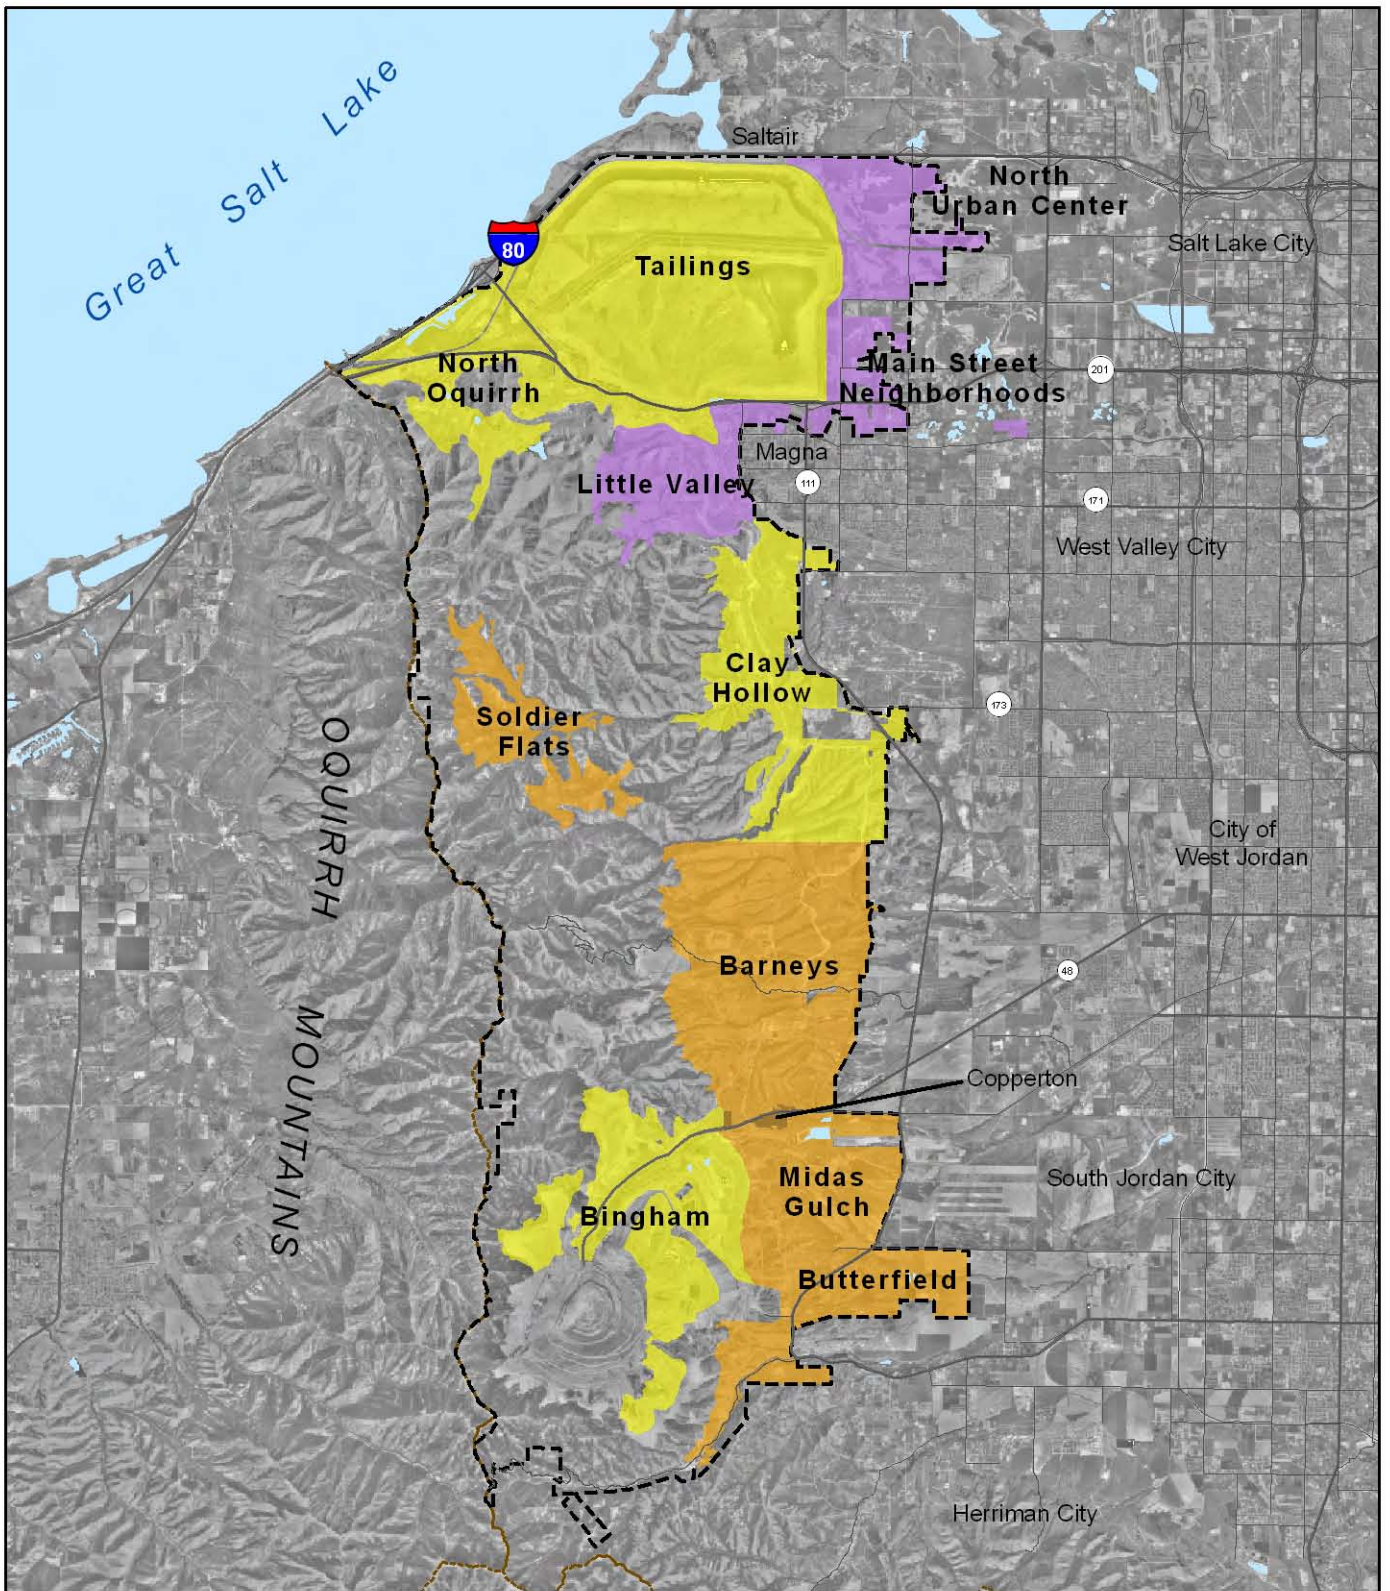 Great Salt Lake
Saltair
North
Urban Center
80
Salt Lake City
Tailings
North
Oquirrh
Main Street
Neighborhoods
201
Magna
Little Valley
111
171
West Valley City
Clay
Hollow
173
Soldier
Flats
OQUIRRH
MOUNTAINS
City of
West Jordan
Barneys
48
Copperton
Midas
Gulch
South Jordan City
Bingham
Butterfield
Herriman City